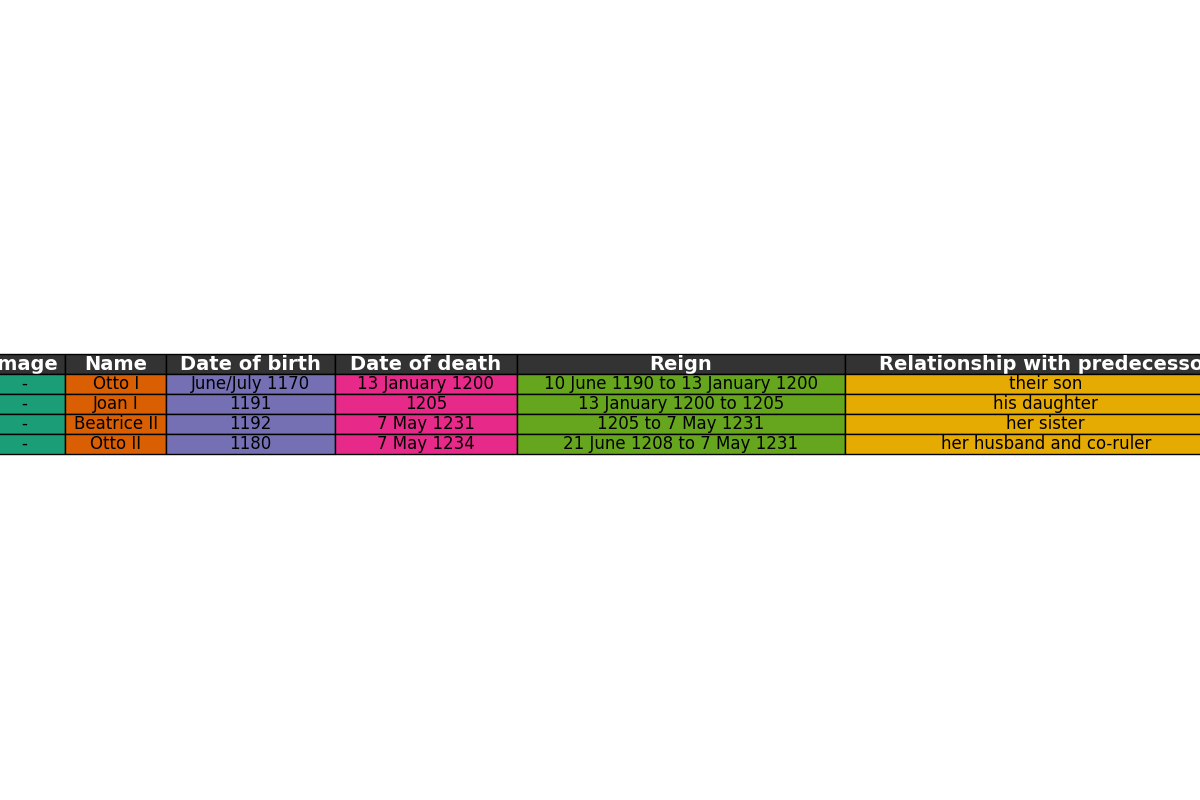 mage Name Date of birth Date of death Reign Relationship with predecesso
- Otto I June/July 1170 13 January 1200 10 June 1190 to 13 January 1200 their son
- Joan I 1191 1205 13 January 1200 to 1205 his daughter
- Beatrice II 1192 7 May 1231 1205 to 7 May 1231 her sister
- Otto II 1180 7 May 1234 21 June 1208 to 7 May 1231 her husband and co-ruler